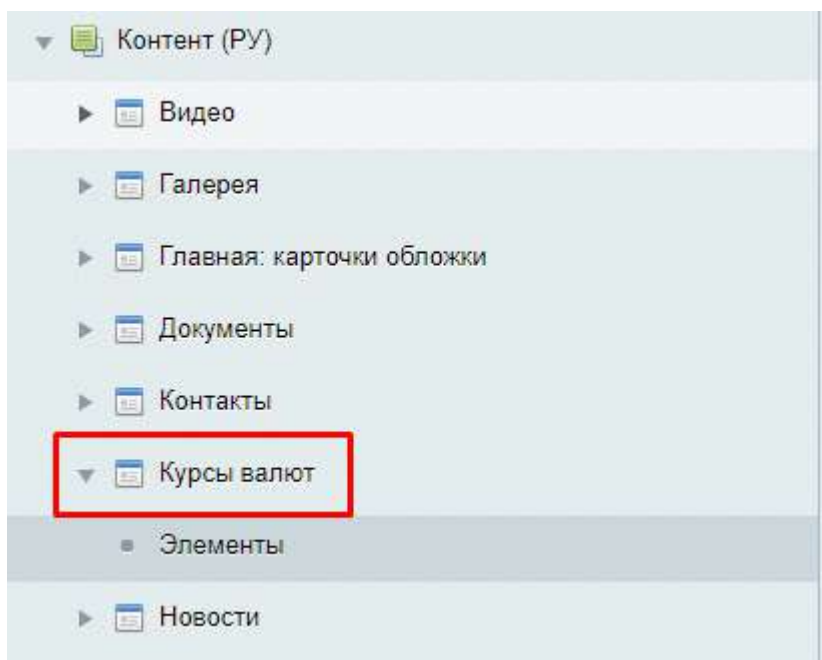 Контент (РУ)
Видео
Галерея
Главная: карточки обложки
Документы
Контакты
Курсы валют
Элементы
Новости